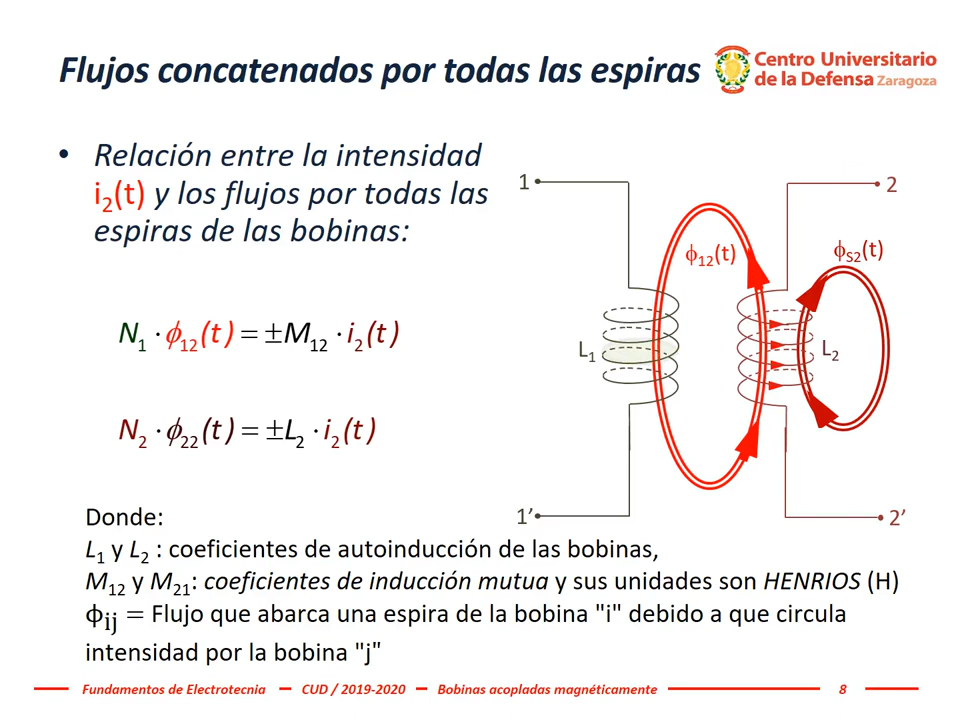 Flujos concatenados por todas las espiras
Centro Universitario
de la Defensa Zaragoza
• Relación entre la intensidad
i₂(t) y los flujos por todas las
espiras de las bobinas:
N₁ · ϕ₁₂(t) = ±M₁₂ · i₂(t)
N₂ · ϕ₂₂(t) = ±L₂ · i₂(t)
1
2
ϕ₁₂(t)
ϕS2(t)
L₁
L₂
1’
2’
Donde:
L₁ y L₂ : coeficientes de autoinducción de las bobinas,
M₁₂ y M₂₁: coeficientes de inducción mutua y sus unidades son HENRIOS (H)
ϕij = Flujo que abarca una espira de la bobina "i" debido a que circula
intensidad por la bobina "j"
Fundamentos de Electrotecnia — CUD / 2019-2020 — Bobinas acopladas magnéticamente 8